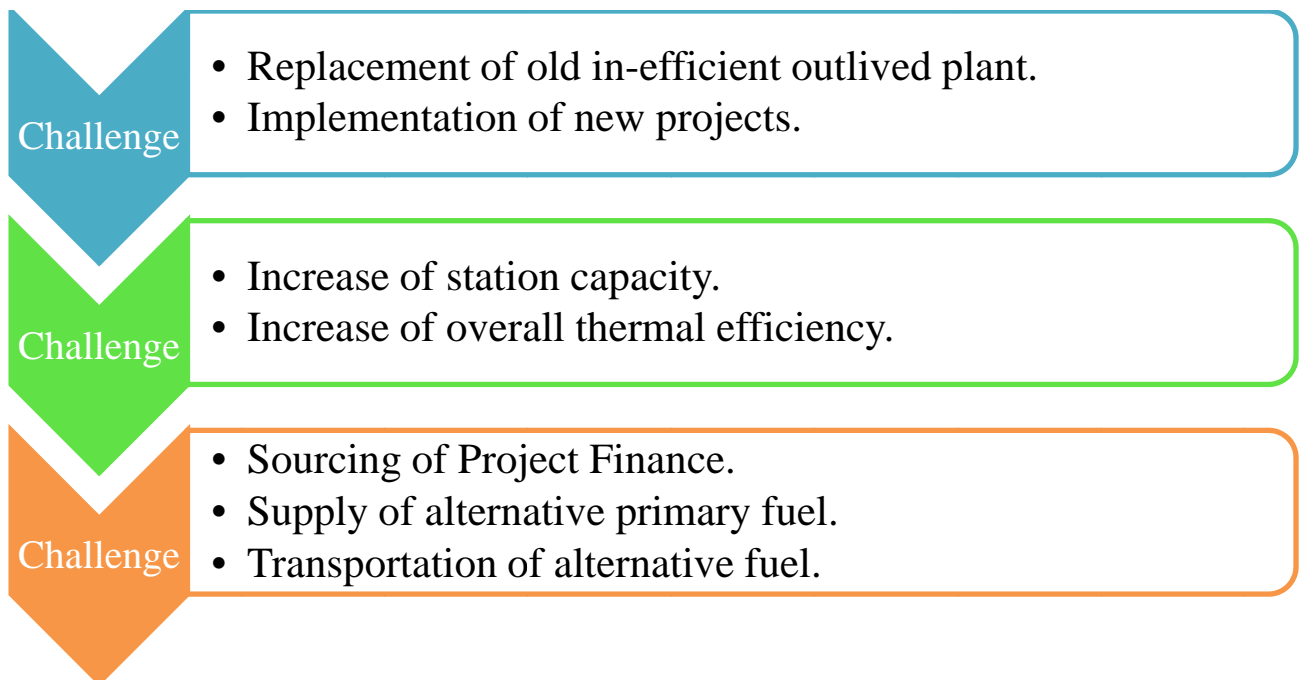 Challenge
• Replacement of old in-efficient outlived plant.
• Implementation of new projects.
Challenge
• Increase of station capacity.
• Increase of overall thermal efficiency.
Challenge
• Sourcing of Project Finance.
• Supply of alternative primary fuel.
• Transportation of alternative fuel.